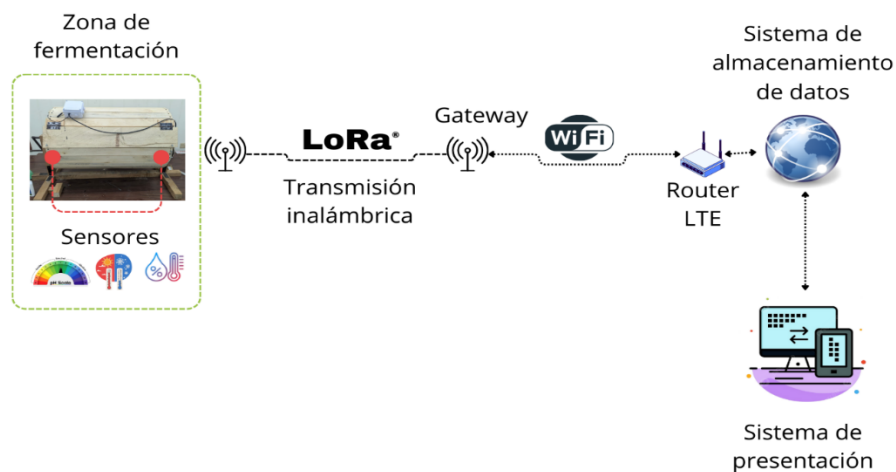 Zona de
fermentación
Sensores
pH Scale
%
LoRa®
Transmisión
inalámbrica
Gateway
WiFi
Router
LTE
Sistema de
almacenamiento
de datos
Sistema de
presentación